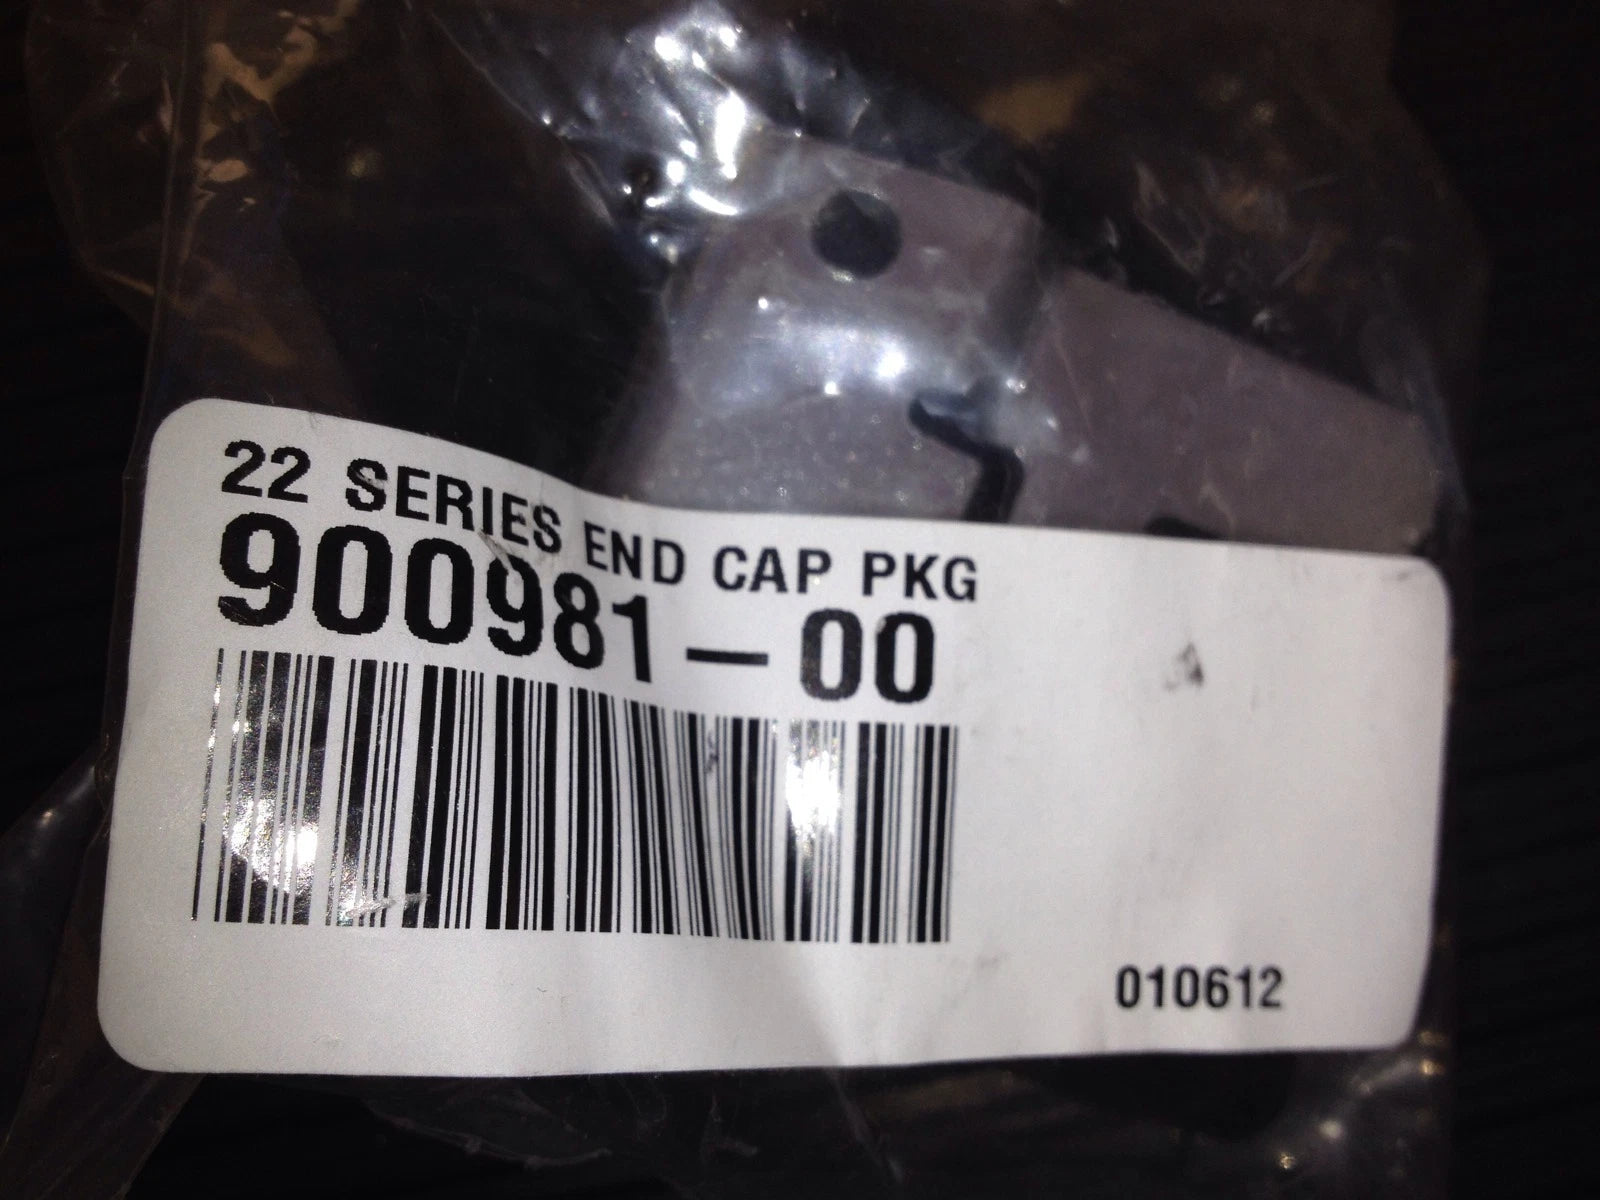 22 SERIES END CAP PKG
900981-00
010612